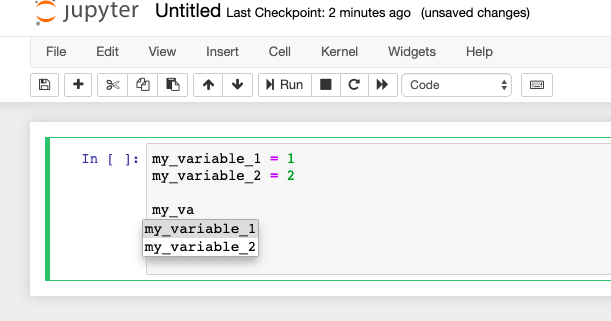 jupyter Untitled Last Checkpoint: 2 minutes ago (unsaved changes)
File Edit View Insert Cell Kernel Widgets Help
Run Code
In [ ]: my_variable_1 = 1
my_variable_2 = 2
my_va
my_variable_1
my_variable_2